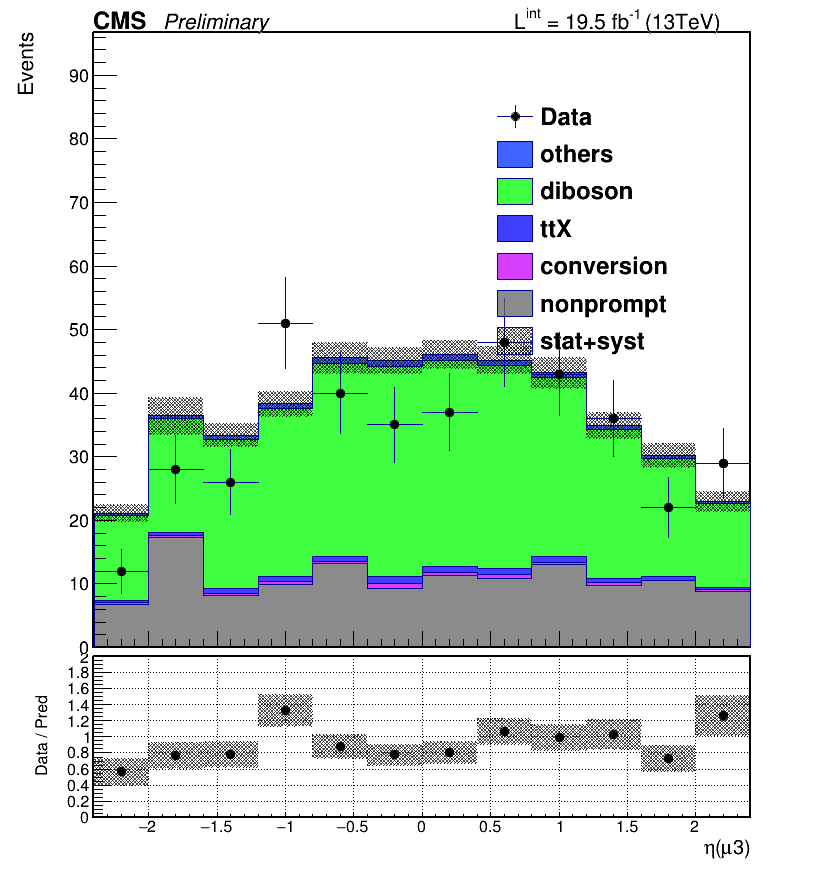 CMS Preliminary L^int = 19.5 fb^-1 (13TeV)
Events
90
80
70
60
50
40
30
20
10
0
Data
others
diboson
ttX
conversion
nonprompt
stat+syst
Data / Pred
2
1.8
1.6
1.4
1.2
1
0.8
0.6
0.4
0.2
0
−2 −1.5 −1 −0.5 0 0.5 1 1.5 2
η(μ3)